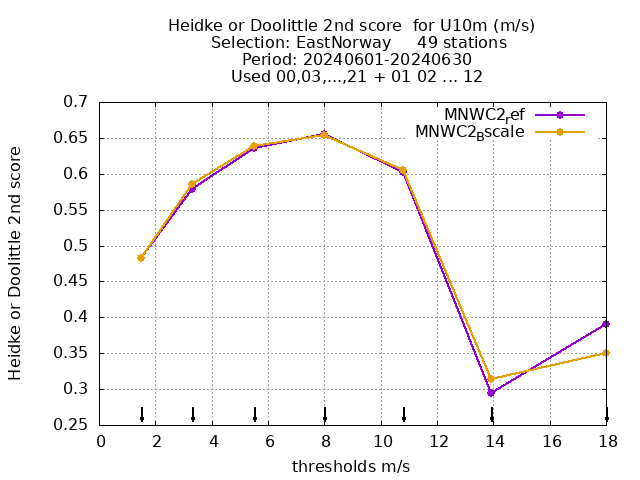 Heidke or Doolittle 2nd score  for U10m (m/s)
Selection: EastNorway     49 stations
Period: 20240601-20240630
Used 00,03,...,21 + 01 02 ... 12
MNWC2ref
MNWC2Bscale
Heidke or Doolittle 2nd score
0.7
0.65
0.6
0.55
0.5
0.45
0.4
0.35
0.3
0.25
0 2 4 6 8 10 12 14 16 18
thresholds m/s